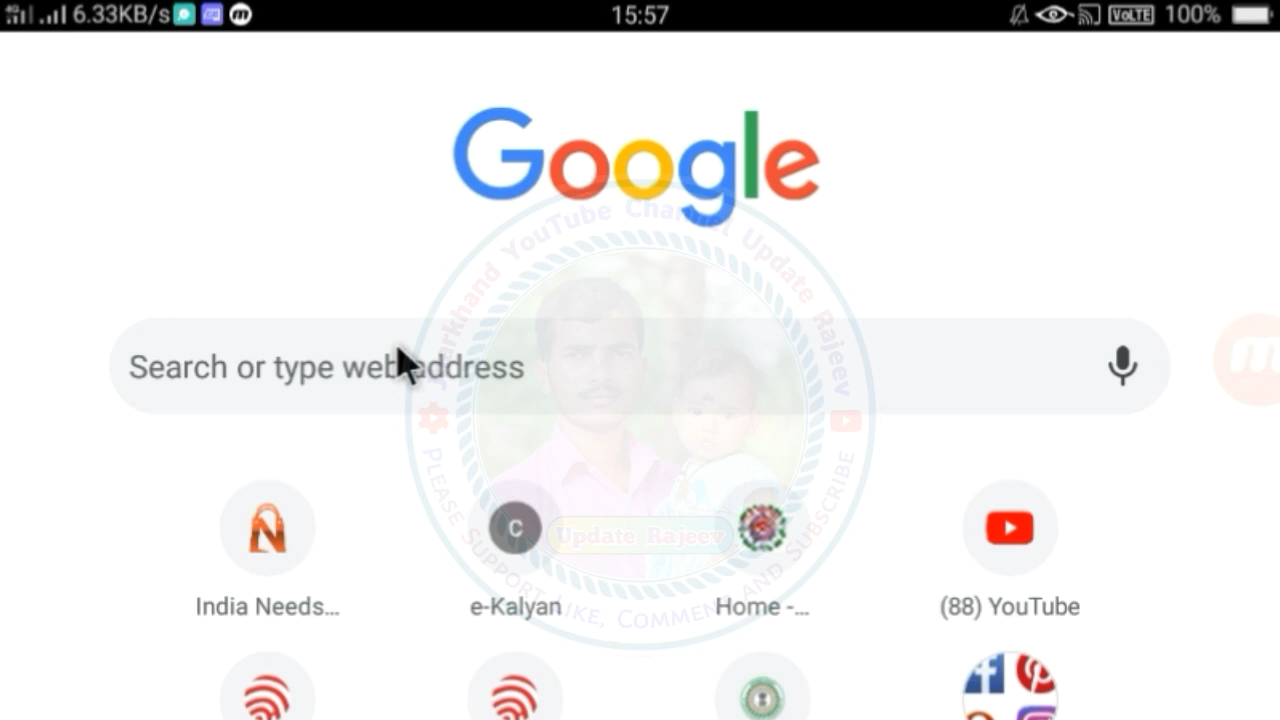 4G 6.33KB/s 15:57 VoLTE 100%
Google
Jharkhand YouTube Channel Update Rajeev
Search or type web address
C
Update Rajeev
India Needs... e-Kalyan Home -... (88) YouTube
PLEASE SUPPORT LIKE, COMMENT AND SUBSCRIBE